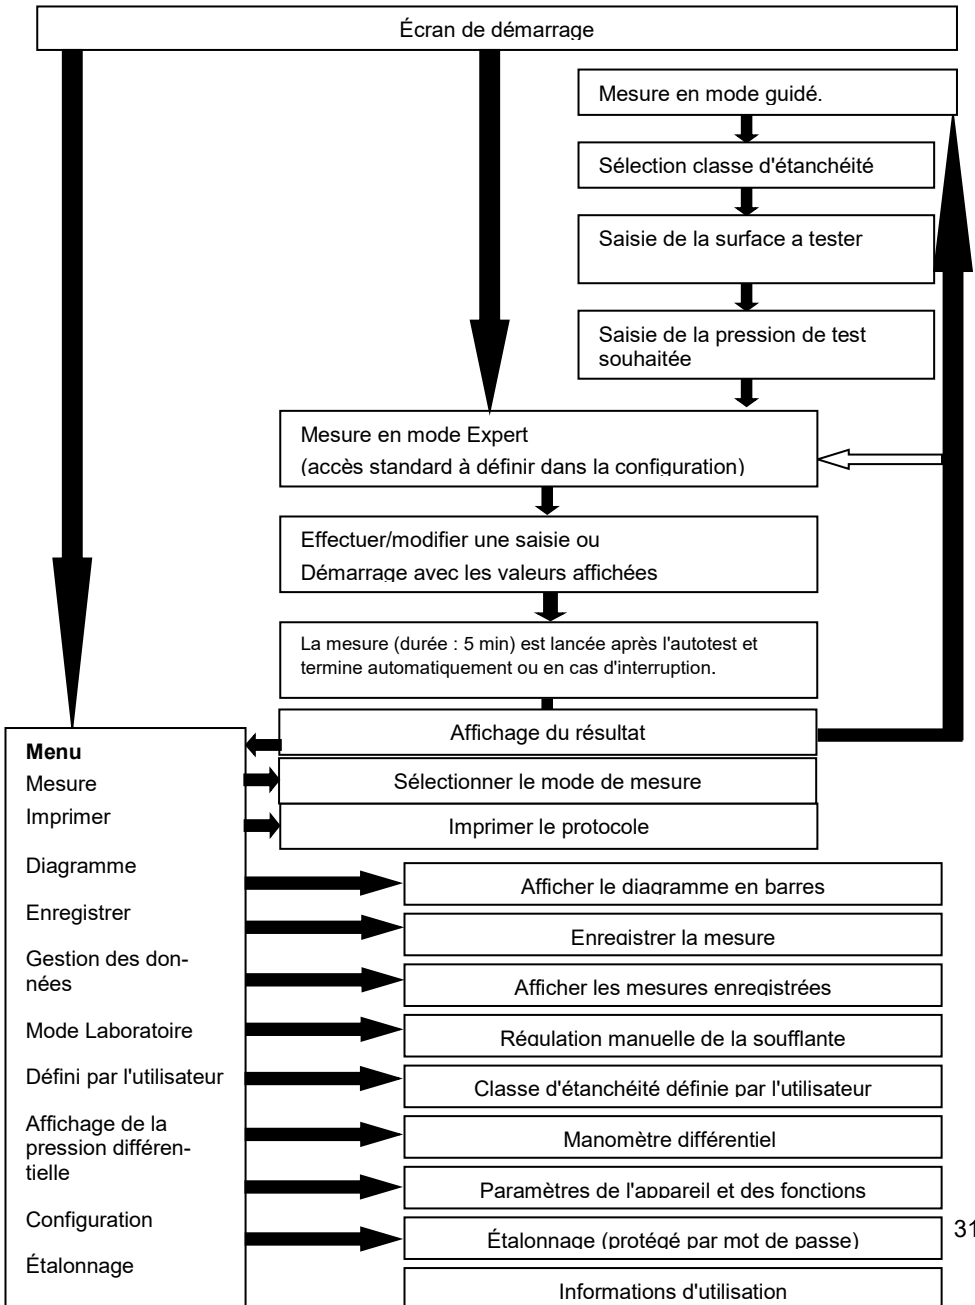 Écran de démarrage
Mesure en mode guidé.
Sélection classe d'étanchéité
Saisie de la surface a tester
Saisie de la pression de test
souhaitée
Mesure en mode Expert
(accès standard à définir dans la configuration)
Effectuer/modifier une saisie ou
Démarrage avec les valeurs affichées
La mesure (durée : 5 min) est lancée après l'autotest et
termine automatiquement ou en cas d'interruption.
Affichage du résultat
Sélectionner le mode de mesure
Imprimer le protocole
Menu
Mesure
Imprimer
Diagramme
Enregistrer
Gestion des don-
nées
Mode Laboratoire
Défini par l'utilisateur
Affichage de la
pression différen-
tielle
Configuration
Étalonnage
Afficher le diagramme en barres
Enregistrer la mesure
Afficher les mesures enregistrées
Régulation manuelle de la soufflante
Classe d'étanchéité définie par l'utilisateur
Manomètre différentiel
Paramètres de l'appareil et des fonctions
Étalonnage (protégé par mot de passe)
Informations d'utilisation
31